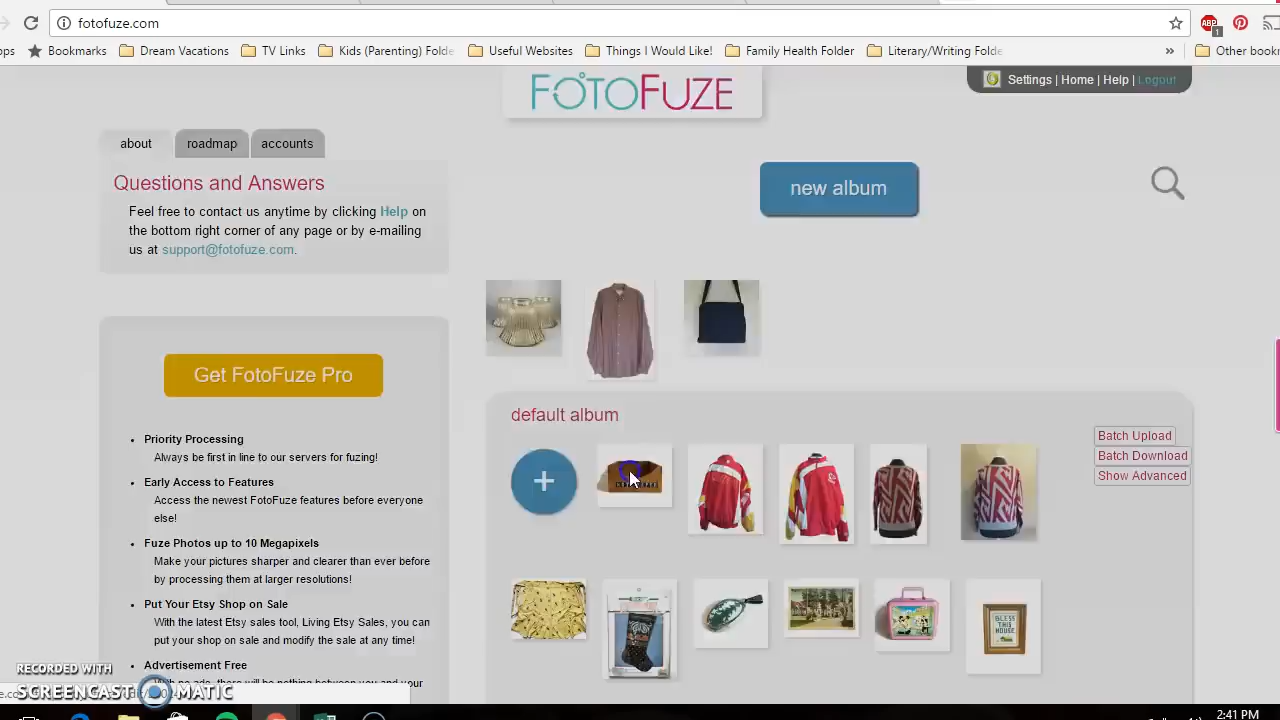 fotofuze.com
ABP
1
ops
Bookmarks
Dream Vacations
TV Links
Kids (Parenting) Folde
Useful Websites
Things I Would Like!
Family Health Folder
Literary/Writing Folde
»
Other bookm
FOTOFUZE
Settings | Home | Help | Logout
about
roadmap
accounts
Questions and Answers
Feel free to contact us anytime by clicking Help on
the bottom right corner of any page or by e-mailing
us at support@fotofuze.com.
new album
Get FotoFuze Pro
Priority Processing
Always be first in line to our servers for fuzing!
Early Access to Features
Access the newest FotoFuze features before everyone
else!
Fuze Photos up to 10 Megapixels
Make your pictures sharper and clearer than ever before
by processing them at larger resolutions!
Put Your Etsy Shop on Sale
With the latest Etsy sales tool, Living Etsy Sales, you can
put your shop on sale and modify the sale at any time!
Advertisement Free
default album
Batch Upload
Batch Download
Show Advanced
+
BLESS
THIS
HOUSE
RECORDED WITH
SCREENCAST-O-MATIC
2:41 PM